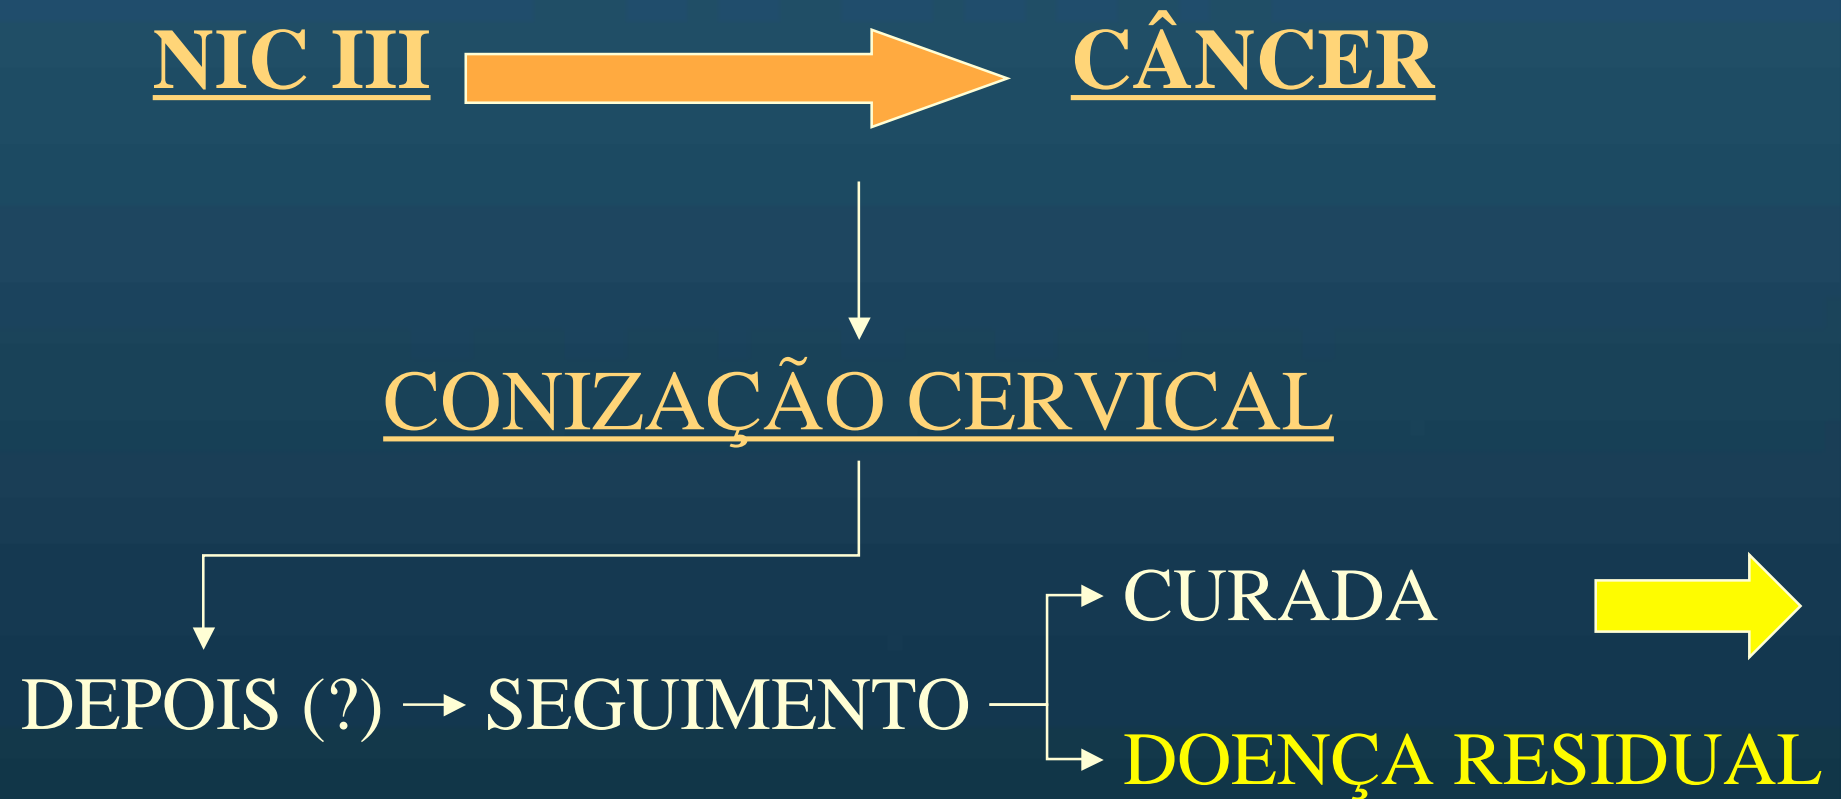 NIC III CÂNCER
CONIZAÇÃO CERVICAL
CURADA
DEPOIS (?) SEGUIMENTO
DOENÇA RESIDUAL